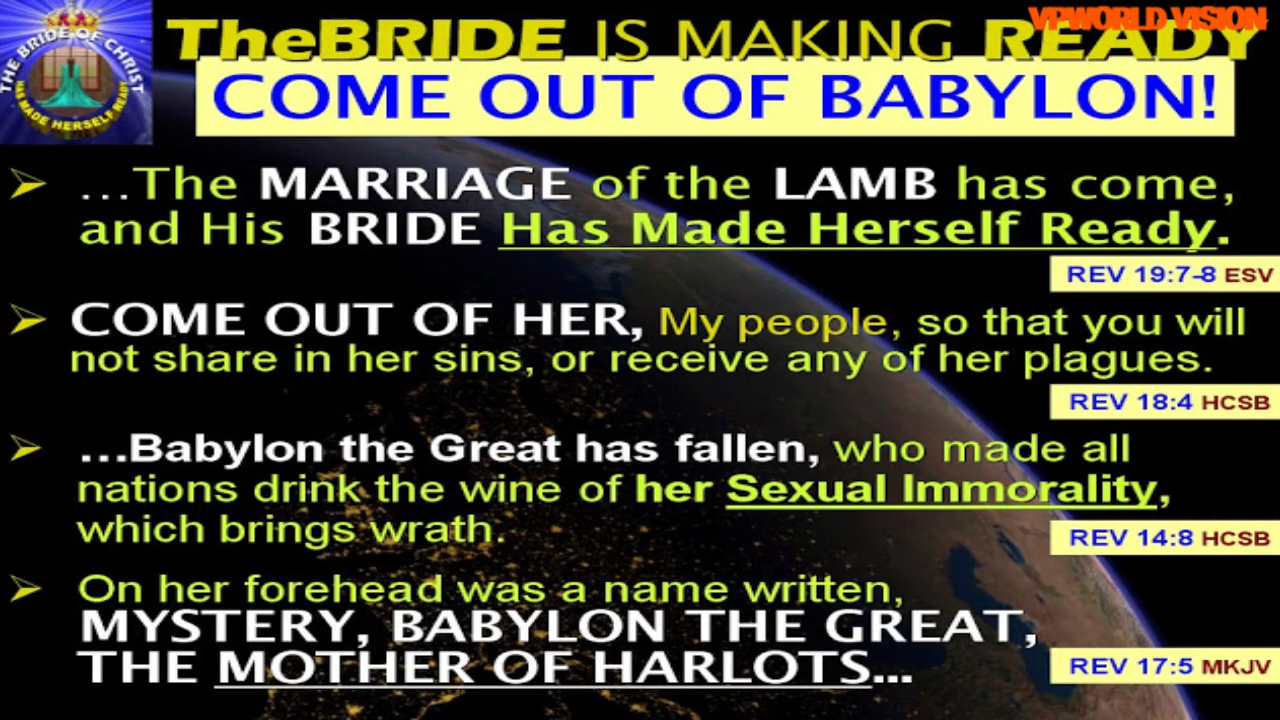 VPWORLD VISION
THE BRIDE OF CHRIST
HAS MADE HERSELF READY
TheBRIDE IS MAKING READY
COME OUT OF BABYLON!
➢ ...The MARRIAGE of the LAMB has come,
and His BRIDE Has Made Herself Ready.
REV 19:7-8 ESV
➢ COME OUT OF HER, My people, so that you will
not share in her sins, or receive any of her plagues.
REV 18:4 HCSB
➢ ...Babylon the Great has fallen, who made all
nations drink the wine of her Sexual Immorality,
which brings wrath.
REV 14:8 HCSB
➢ On her forehead was a name written,
MYSTERY, BABYLON THE GREAT,
THE MOTHER OF HARLOTS...
REV 17:5 MKJV